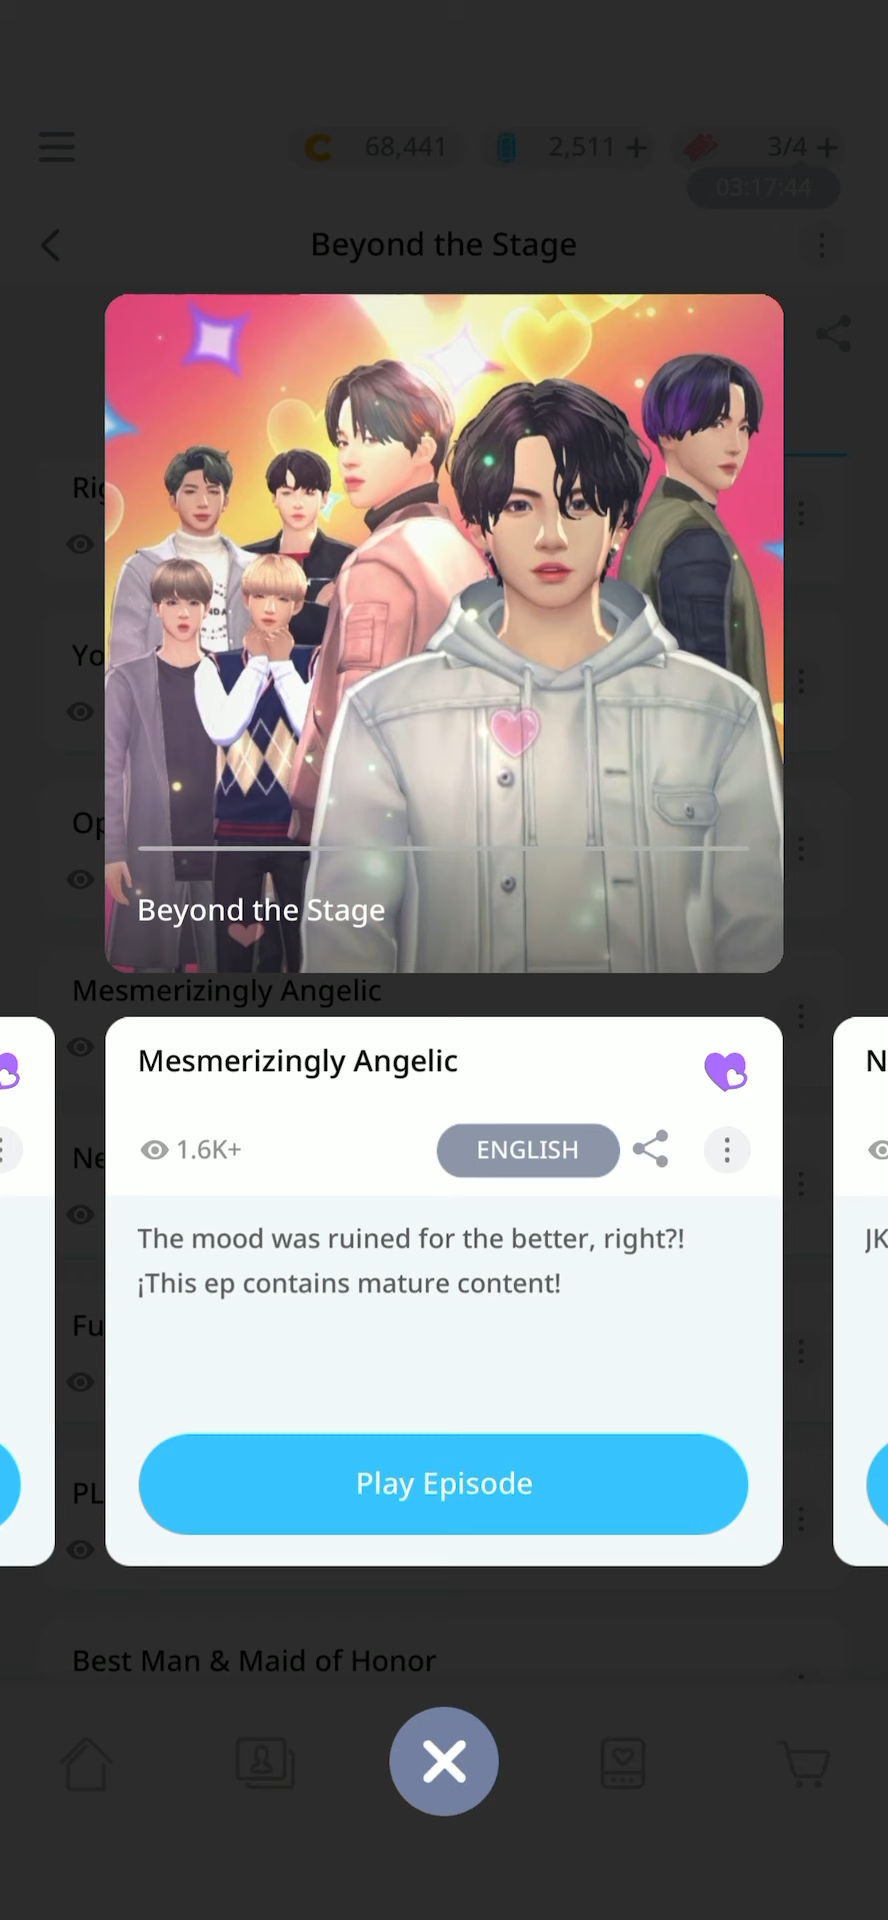 68,441
2,511
3/4
03:17:44
Beyond the Stage
Beyond the Stage
Mesmerizingly Angelic
Mesmerizingly Angelic
1.6K+
ENGLISH
The mood was ruined for the better, right?!
¡This ep contains mature content!
JK
Play Episode
Best Man & Maid of Honor